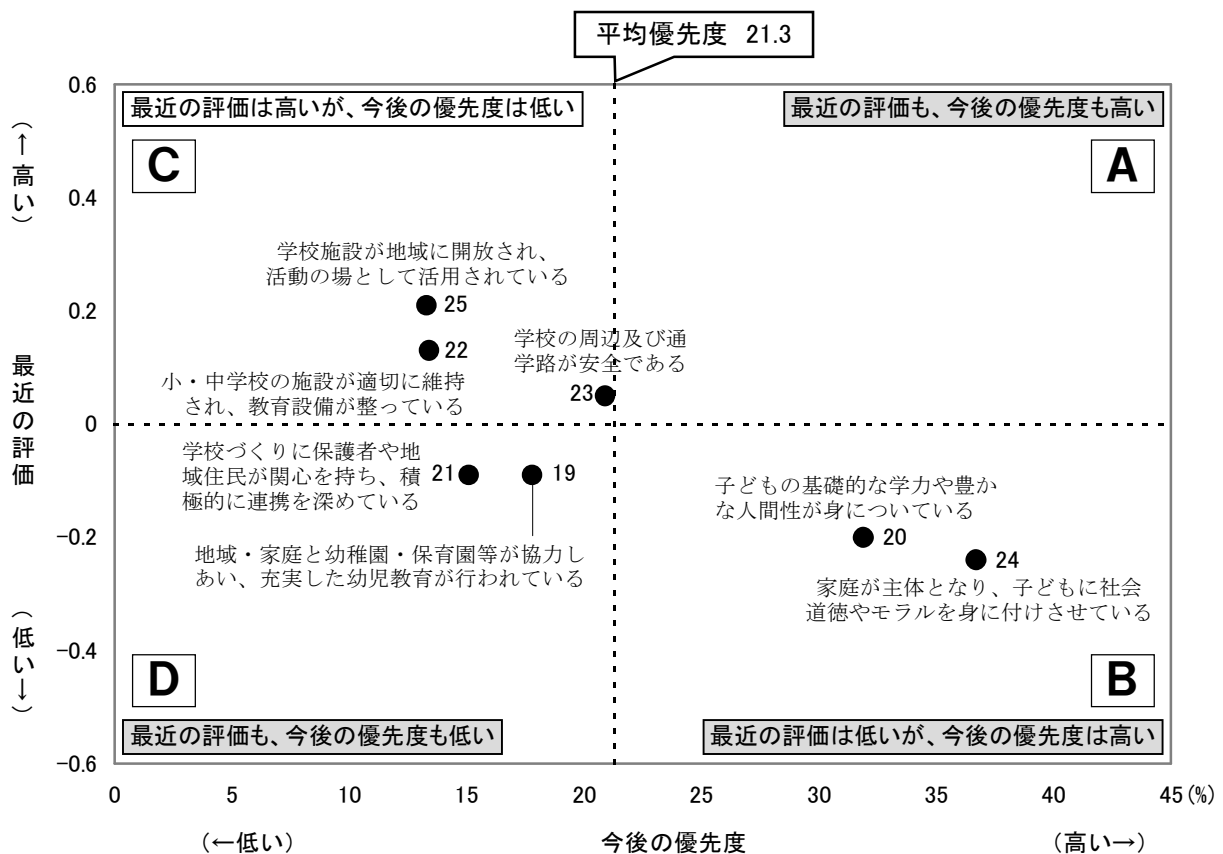 平均優先度 21.3
最近の評価は高いが、今後の優先度は低い
最近の評価も、今後の優先度も高い
C
A
0.6
0.4
0.2
0
-0.2
-0.4
-0.6
(←高い)
最近の評価
(低い→)
学校施設が地域に開放され、
活動の場として活用されている
25
22
小・中学校の施設が適切に維持
され、教育設備が整っている
学校の周辺及び通
学路が安全である
23
学校づくりに保護者や地
域住民が関心を持ち、積
極的に連携を深めている
21
19
地域・家庭と幼稚園・保育園等が協力し
あい、充実した幼児教育が行われている
子どもの基礎的な学力や豊か
な人間性が身についている
20
24
家庭が主体となり、子どもに社会
道徳やモラルを身に付けさせている
D
B
最近の評価も、今後の優先度も低い
最近の評価は低いが、今後の優先度は高い
0 5 10 15 20 25 30 35 40 45(%)
(←低い) 今後の優先度 (高い→)